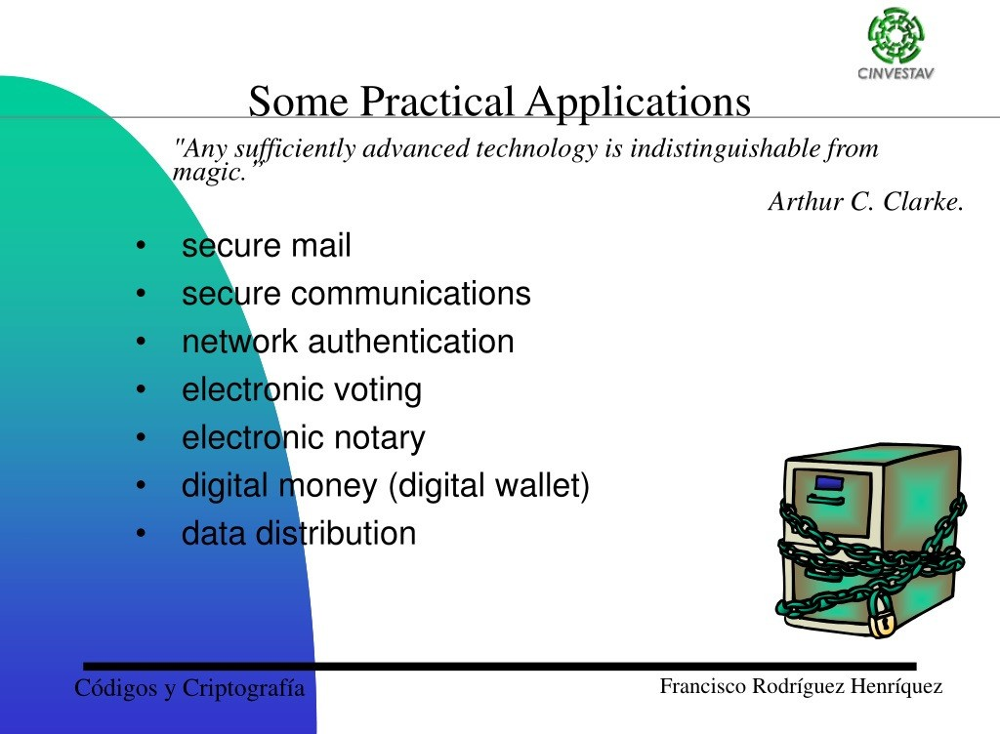 CINVESTAV
Some Practical Applications
"Any sufficiently advanced technology is indistinguishable from
magic.”
Arthur C. Clarke.
• secure mail
• secure communications
• network authentication
• electronic voting
• electronic notary
• digital money (digital wallet)
• data distribution
Códigos y Criptografía
Francisco Rodríguez Henríquez